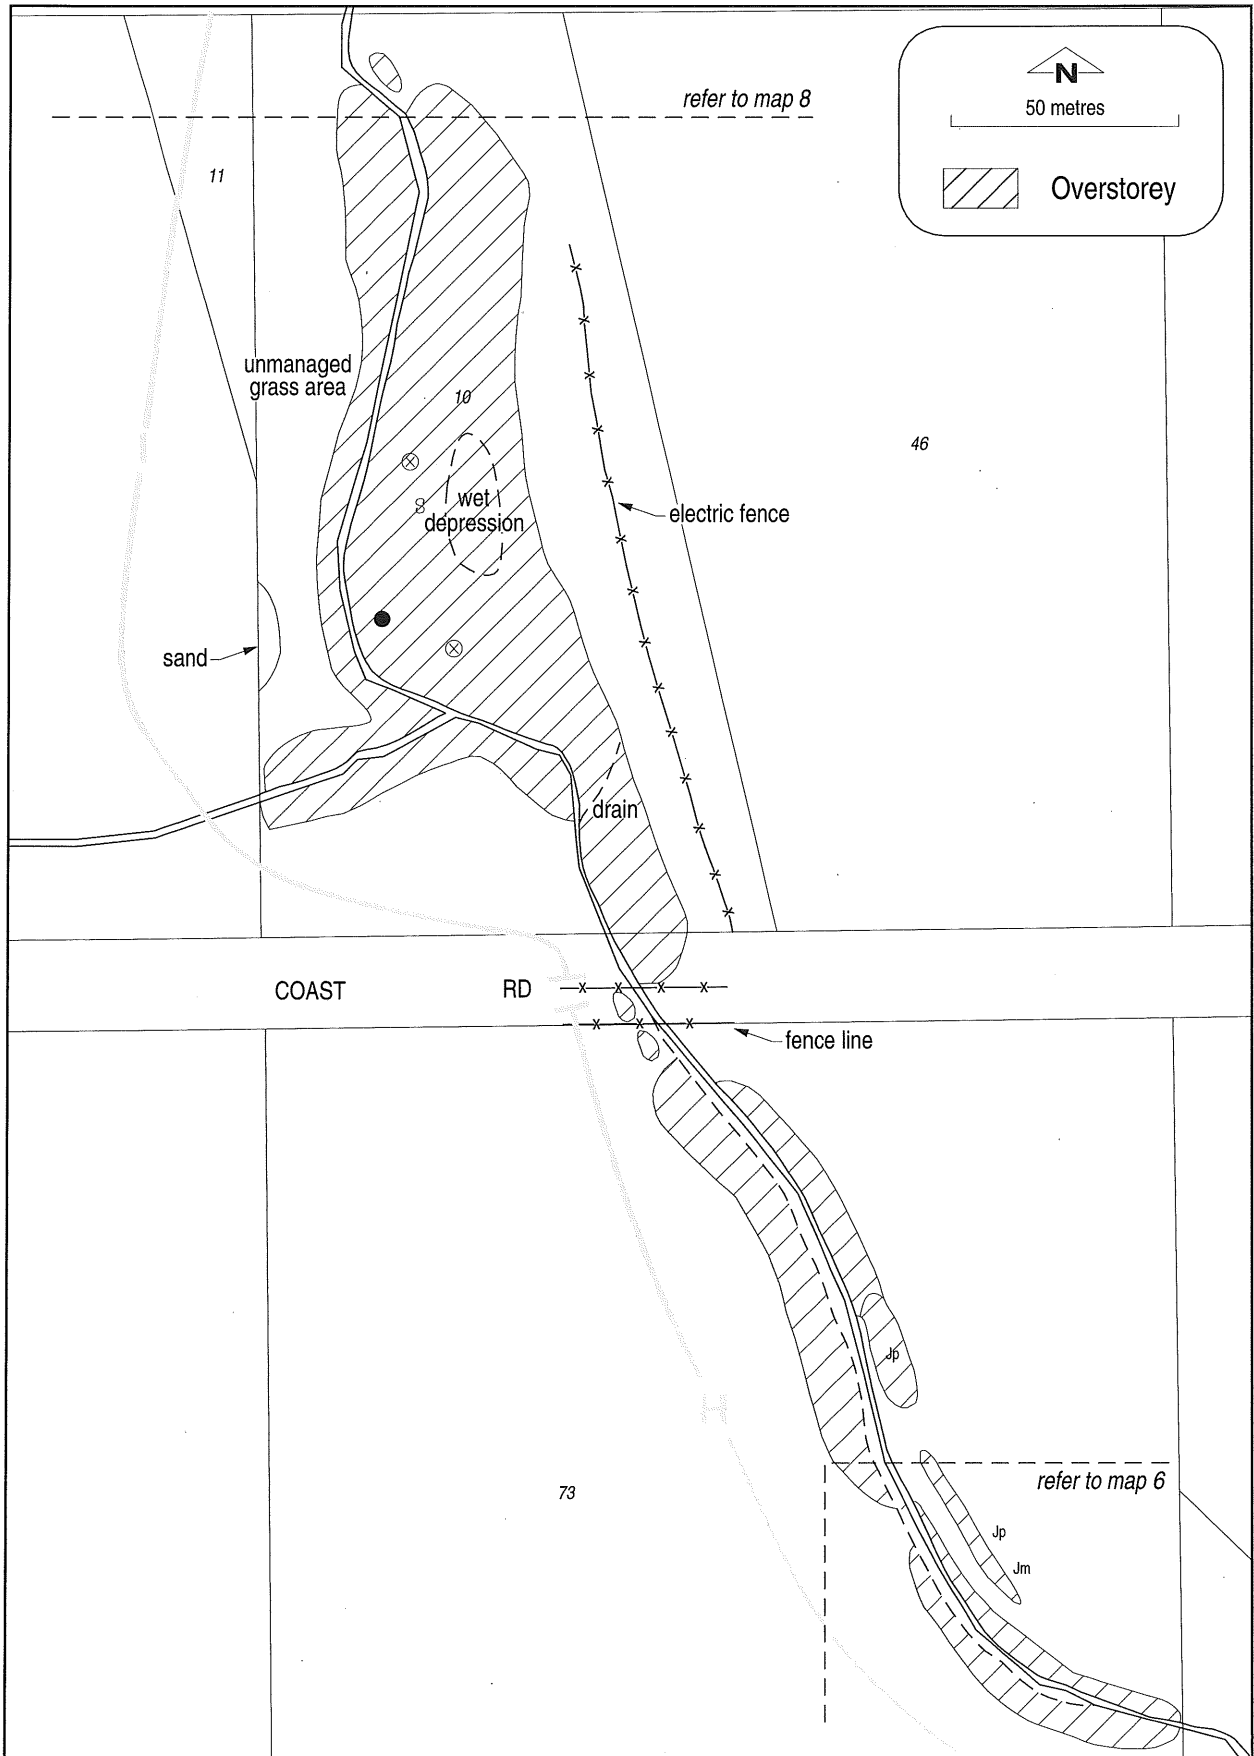 N
50 metres
Overstorey
refer to map 8
11
unmanaged
grass area
10
46
S
wet
depression
electric fence
sand
drain
COAST RD
fence line
Jp
H
refer to map 6
73
Jp
Jm